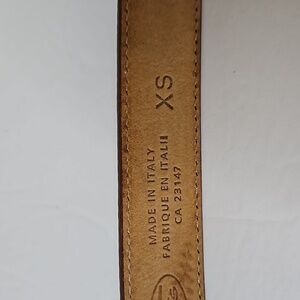 XS
MADE IN ITALY
FABRIQUE EN ITALIE
CA 23147